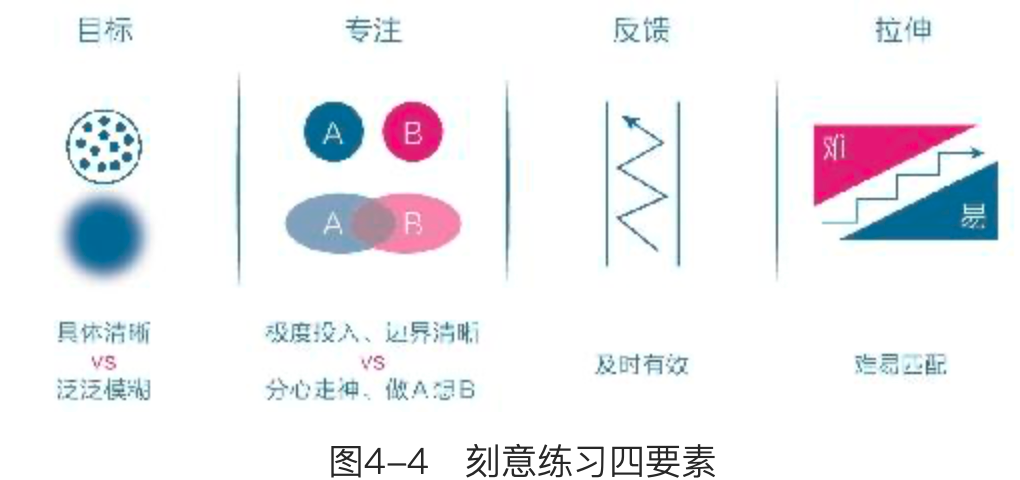 目标
专注
反馈
拉伸
A
B
A
B
难
易
具体清晰
vs
泛泛模糊
极度投入、边界清晰
vs
分心走神、做A想B
及时有效
难易匹配
图4–4 刻意练习四要素